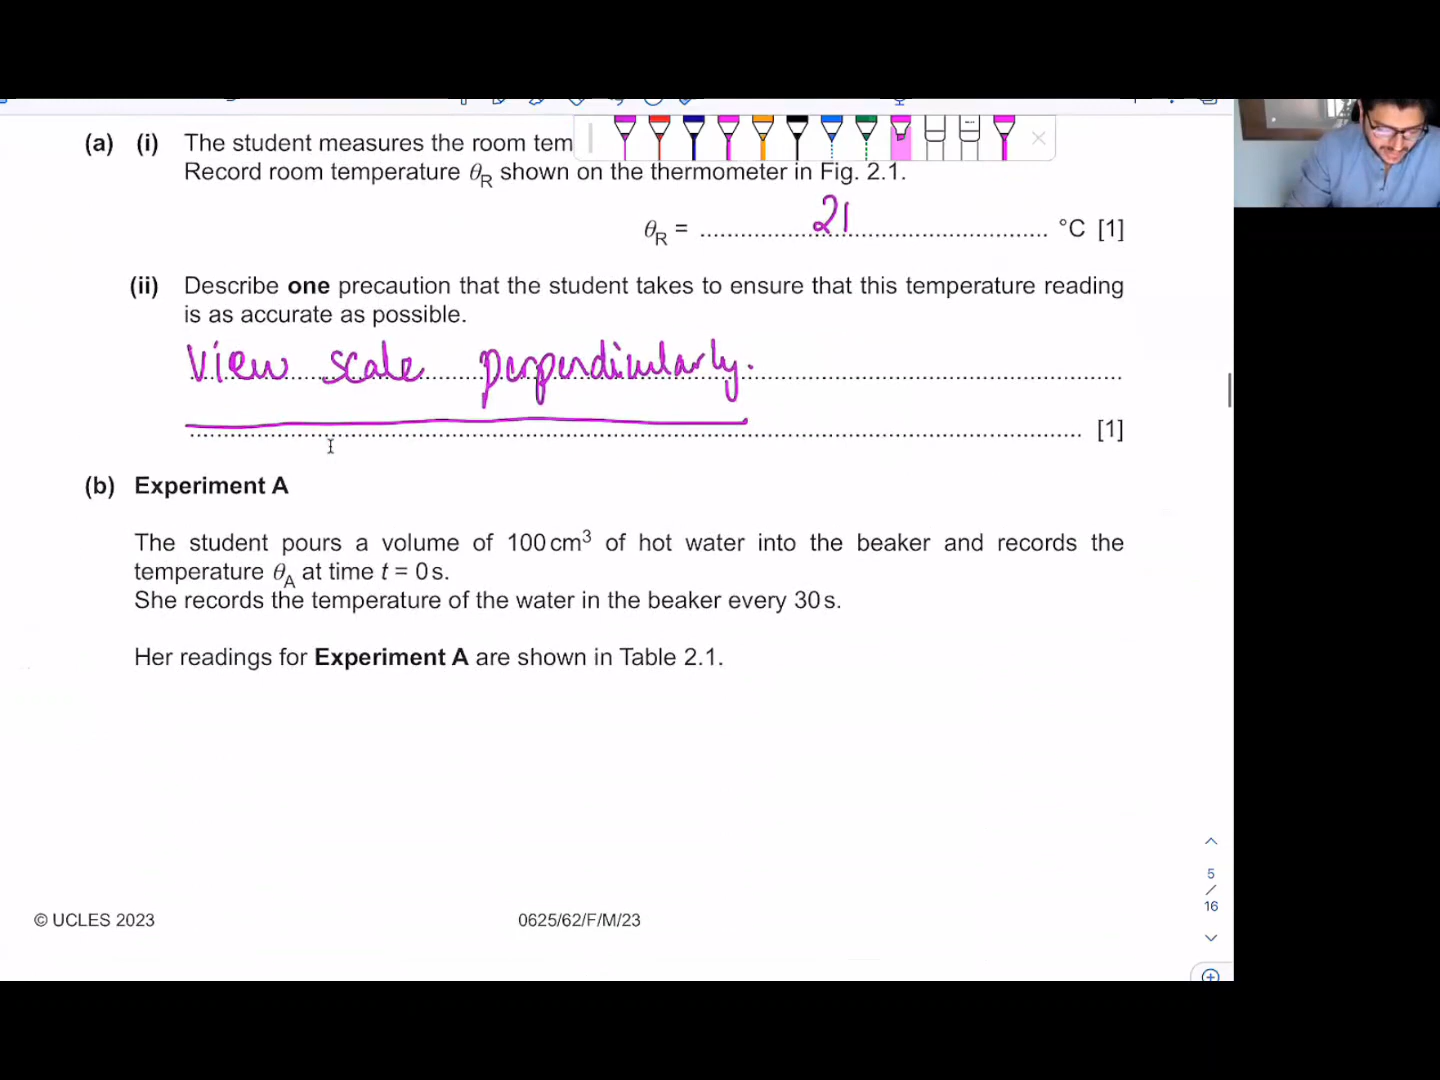 (a) (i) The student measures the room tem
Record room temperature θR shown on the thermometer in Fig. 2.1.
θR = ........ 21 ........ °C [1]
(ii) Describe one precaution that the student takes to ensure that this temperature reading
is as accurate as possible.
View scale perpendicularly.
[1]
(b) Experiment A
The student pours a volume of 100 cm³ of hot water into the beaker and records the
temperature θA at time t = 0 s.
She records the temperature of the water in the beaker every 30 s.
Her readings for Experiment A are shown in Table 2.1.
5
/
16
© UCLES 2023 0625/62/F/M/23